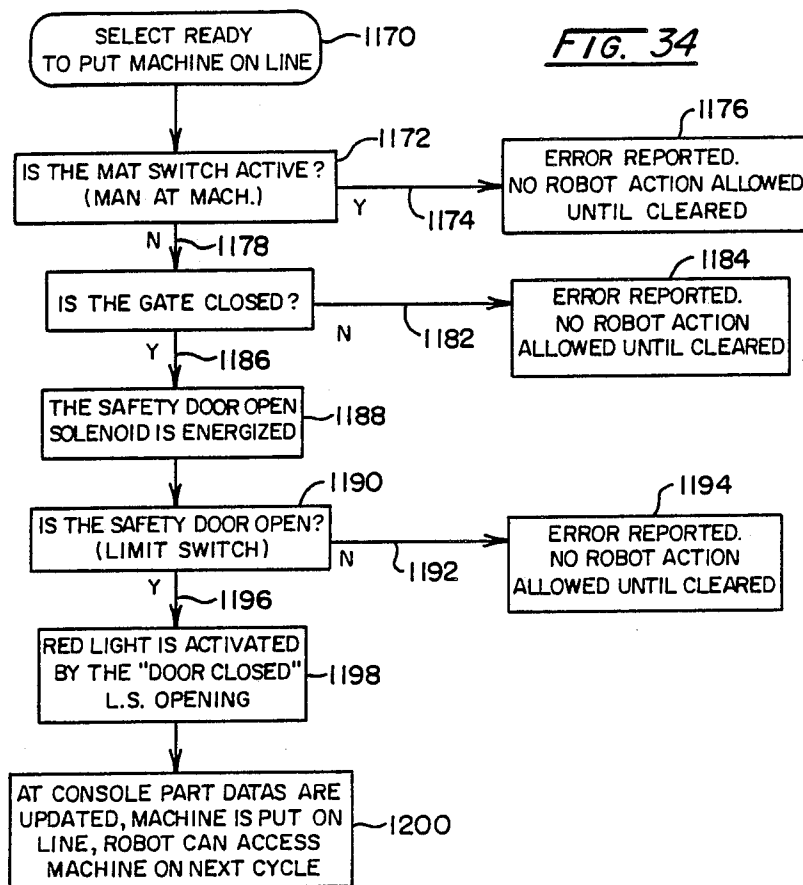 SELECT READY
TO PUT MACHINE ON LINE
1170
FIG. 34
1172
IS THE MAT SWITCH ACTIVE?
(MAN AT MACH.)
Y
1174
1176
ERROR REPORTED.
NO ROBOT ACTION ALLOWED
UNTIL CLEARED
N
1178
IS THE GATE CLOSED?
N
1182
1184
ERROR REPORTED.
NO ROBOT ACTION
ALLOWED UNTIL CLEARED
Y
1186
THE SAFETY DOOR OPEN
SOLENOID IS ENERGIZED
1188
1190
IS THE SAFETY DOOR OPEN?
(LIMIT SWITCH)
N
1192
1194
ERROR REPORTED.
NO ROBOT ACTION
ALLOWED UNTIL CLEARED
Y
1196
RED LIGHT IS ACTIVATED
BY THE "DOOR CLOSED"
L.S. OPENING
1198
AT CONSOLE PART DATAS ARE
UPDATED, MACHINE IS PUT ON
LINE, ROBOT CAN ACCESS
MACHINE ON NEXT CYCLE
1200